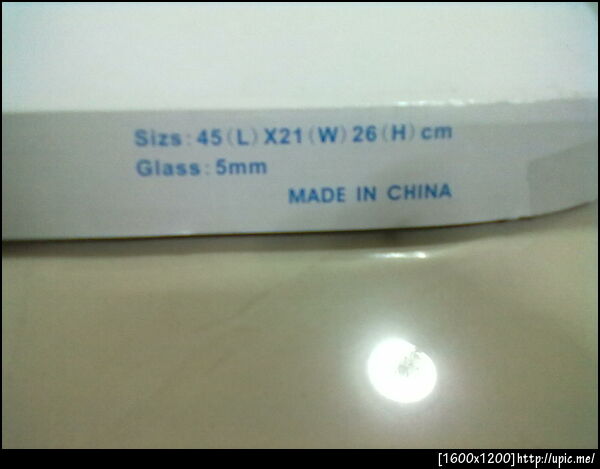 Sizs: 45(L)X21(W)26(H)cm
Glass: 5mm
MADE IN CHINA
[1600x1200]http://upic.me/